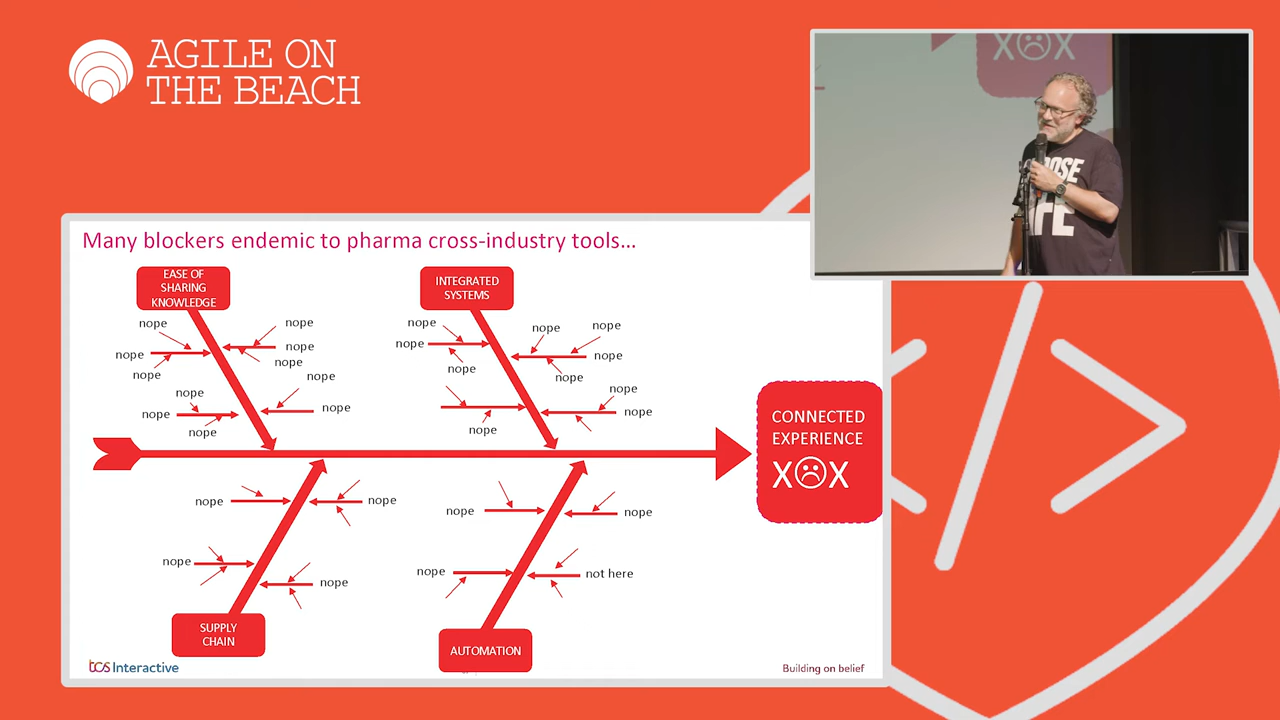 AGILE ON
THE BEACH
X☹X
OSE
FE
Many blockers endemic to pharma cross-industry tools...
EASE OF
SHARING
KNOWLEDGE
nope
nope
nope
nope
nope
nope
nope
nope
nope
nope
nope
nope
INTEGRATED
SYSTEMS
nope
nope
nope
nope
nope
nope
nope
nope
nope
nope
CONNECTED
EXPERIENCE
X☹X
nope
nope
nope
nope
SUPPLY
CHAIN
nope
nope
nope
not here
AUTOMATION
tcs Interactive
Building on belief